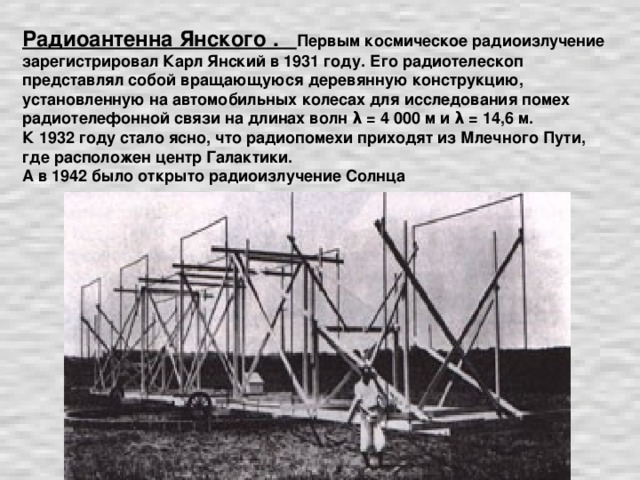 Радиоантенна Янского . Первым космическое радиоизлучение
зарегистрировал Карл Янский в 1931 году. Его радиотелескоп
представлял собой вращающуюся деревянную конструкцию,
установленную на автомобильных колесах для исследования помех
радиотелефонной связи на длинах волн λ = 4 000 м и λ = 14,6 м.
К 1932 году стало ясно, что радиопомехи приходят из Млечного Пути,
где расположен центр Галактики.
А в 1942 было открыто радиоизлучение Солнца